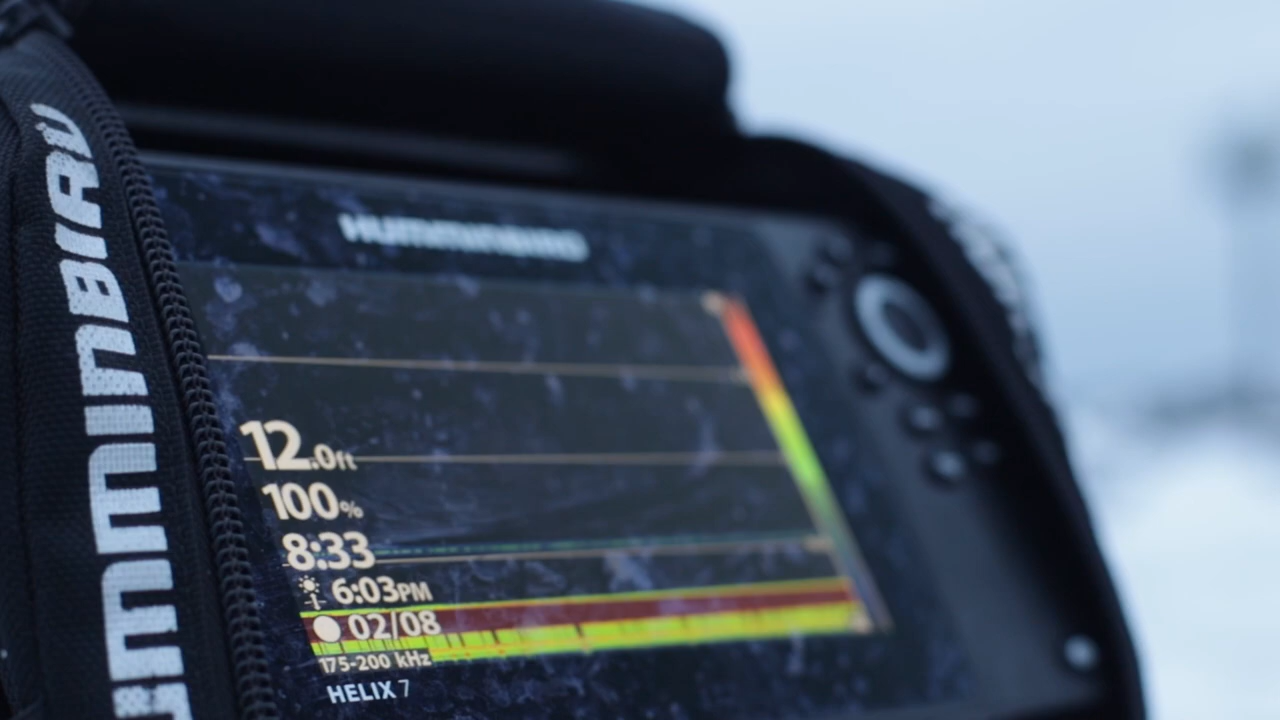 HUMMINBIRD
HUMMINBIRD
12.0ft
100%
8:33
6:03PM
02/08
175-200 kHz
HELIX 7